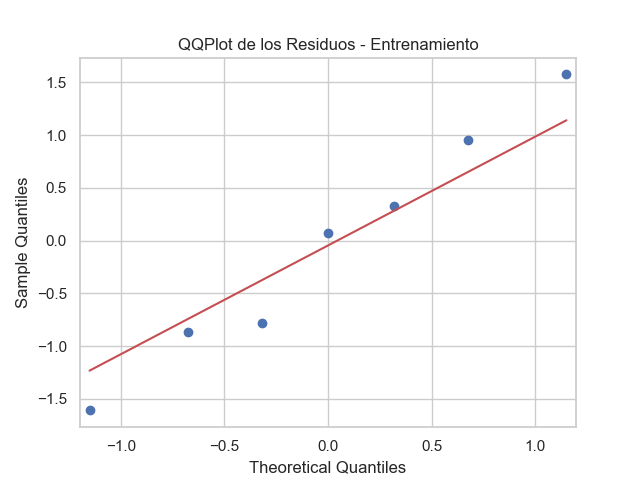 QQPlot de los Residuos - Entrenamiento
1.5
1.0
0.5
0.0
−0.5
−1.0
−1.5
Sample Quantiles
−1.0 −0.5 0.0 0.5 1.0
Theoretical Quantiles